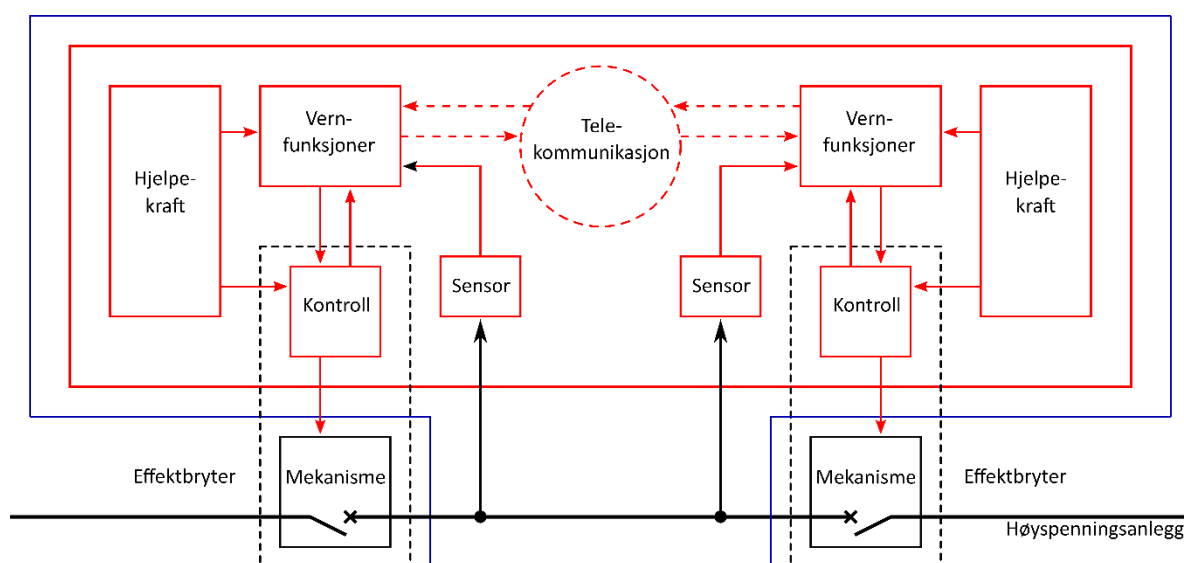 Hjelpe-
kraft
Vern-
funksjoner
Tele-
kommunikasjon
Vern-
funksjoner
Hjelpe-
kraft
Kontroll
Sensor
Sensor
Kontroll
Effektbryter
Mekanisme
Mekanisme
Effektbryter
Høyspenningsanlegg